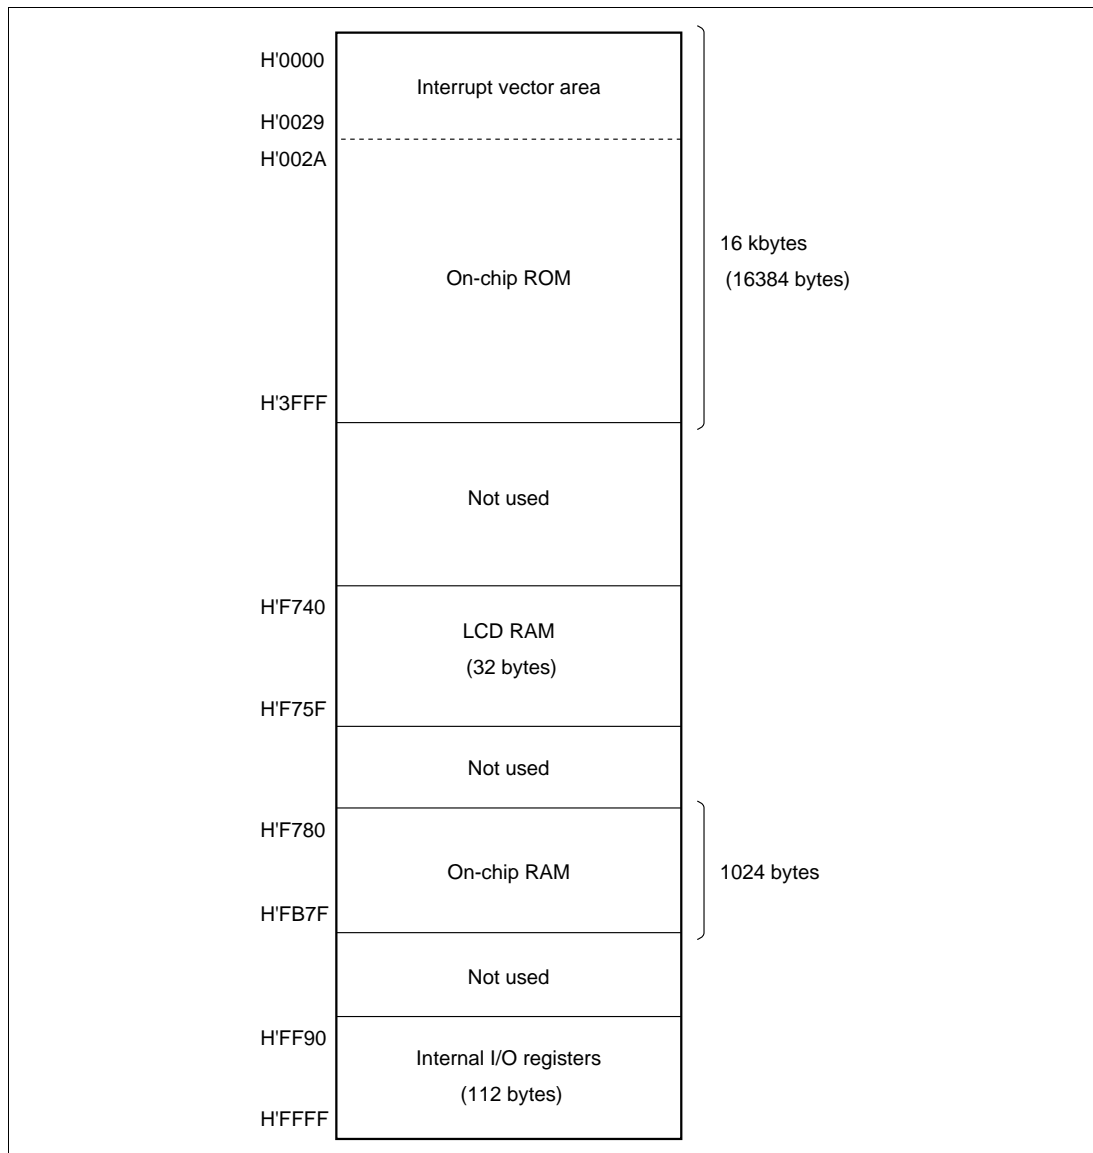 H'0000
Interrupt vector area
H'0029
H'002A
16 kbytes
(16384 bytes)
On-chip ROM
H'3FFF
Not used
H'F740
LCD RAM
(32 bytes)
H'F75F
Not used
H'F780
On-chip RAM
1024 bytes
H'FB7F
Not used
H'FF90
Internal I/O registers
(112 bytes)
H'FFFF